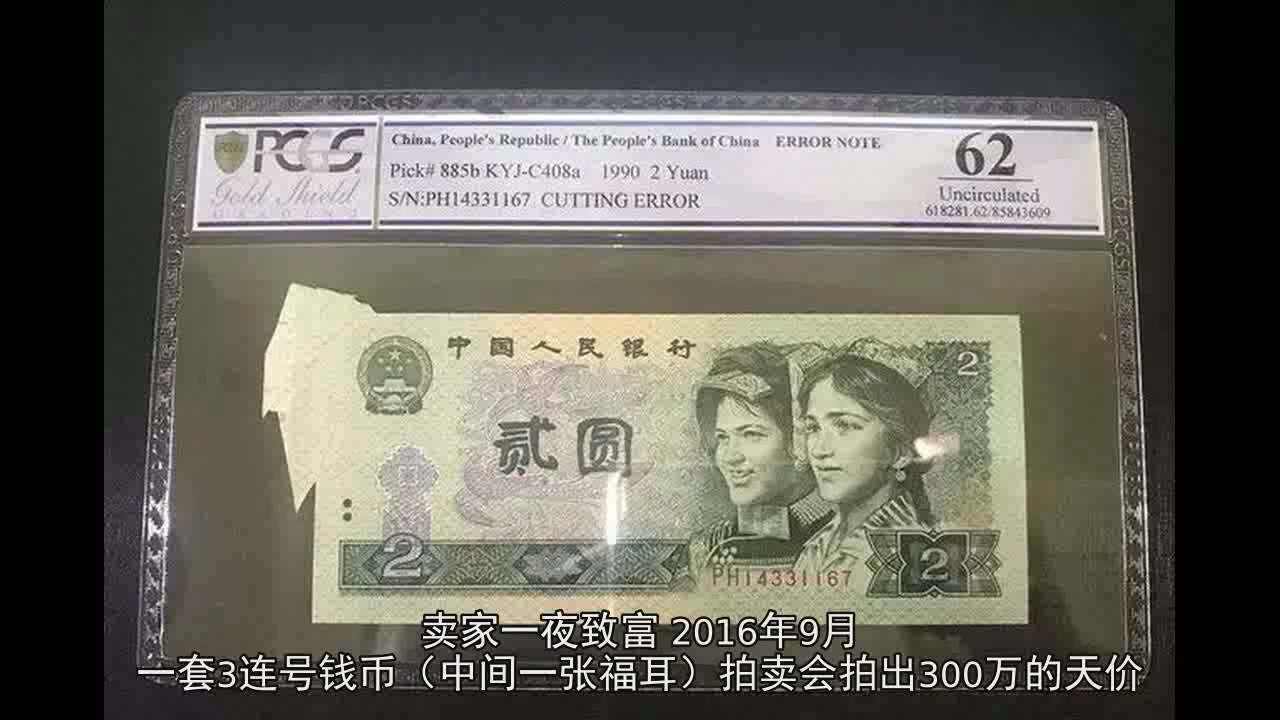 PCGS
Gold Shield
GRADING
China, People's Republic / The People's Bank of China ERROR NOTE
Pick# 885b KYJ-C408a 1990 2 Yuan
S/N:PH14331167 CUTTING ERROR
62
Uncirculated
618281.62/85843609
中国人民银行
2
贰圆
2
2
PH14331167
卖家一夜致富 2016年9月
一套3连号钱币（中间一张福耳）拍卖会拍出300万的天价